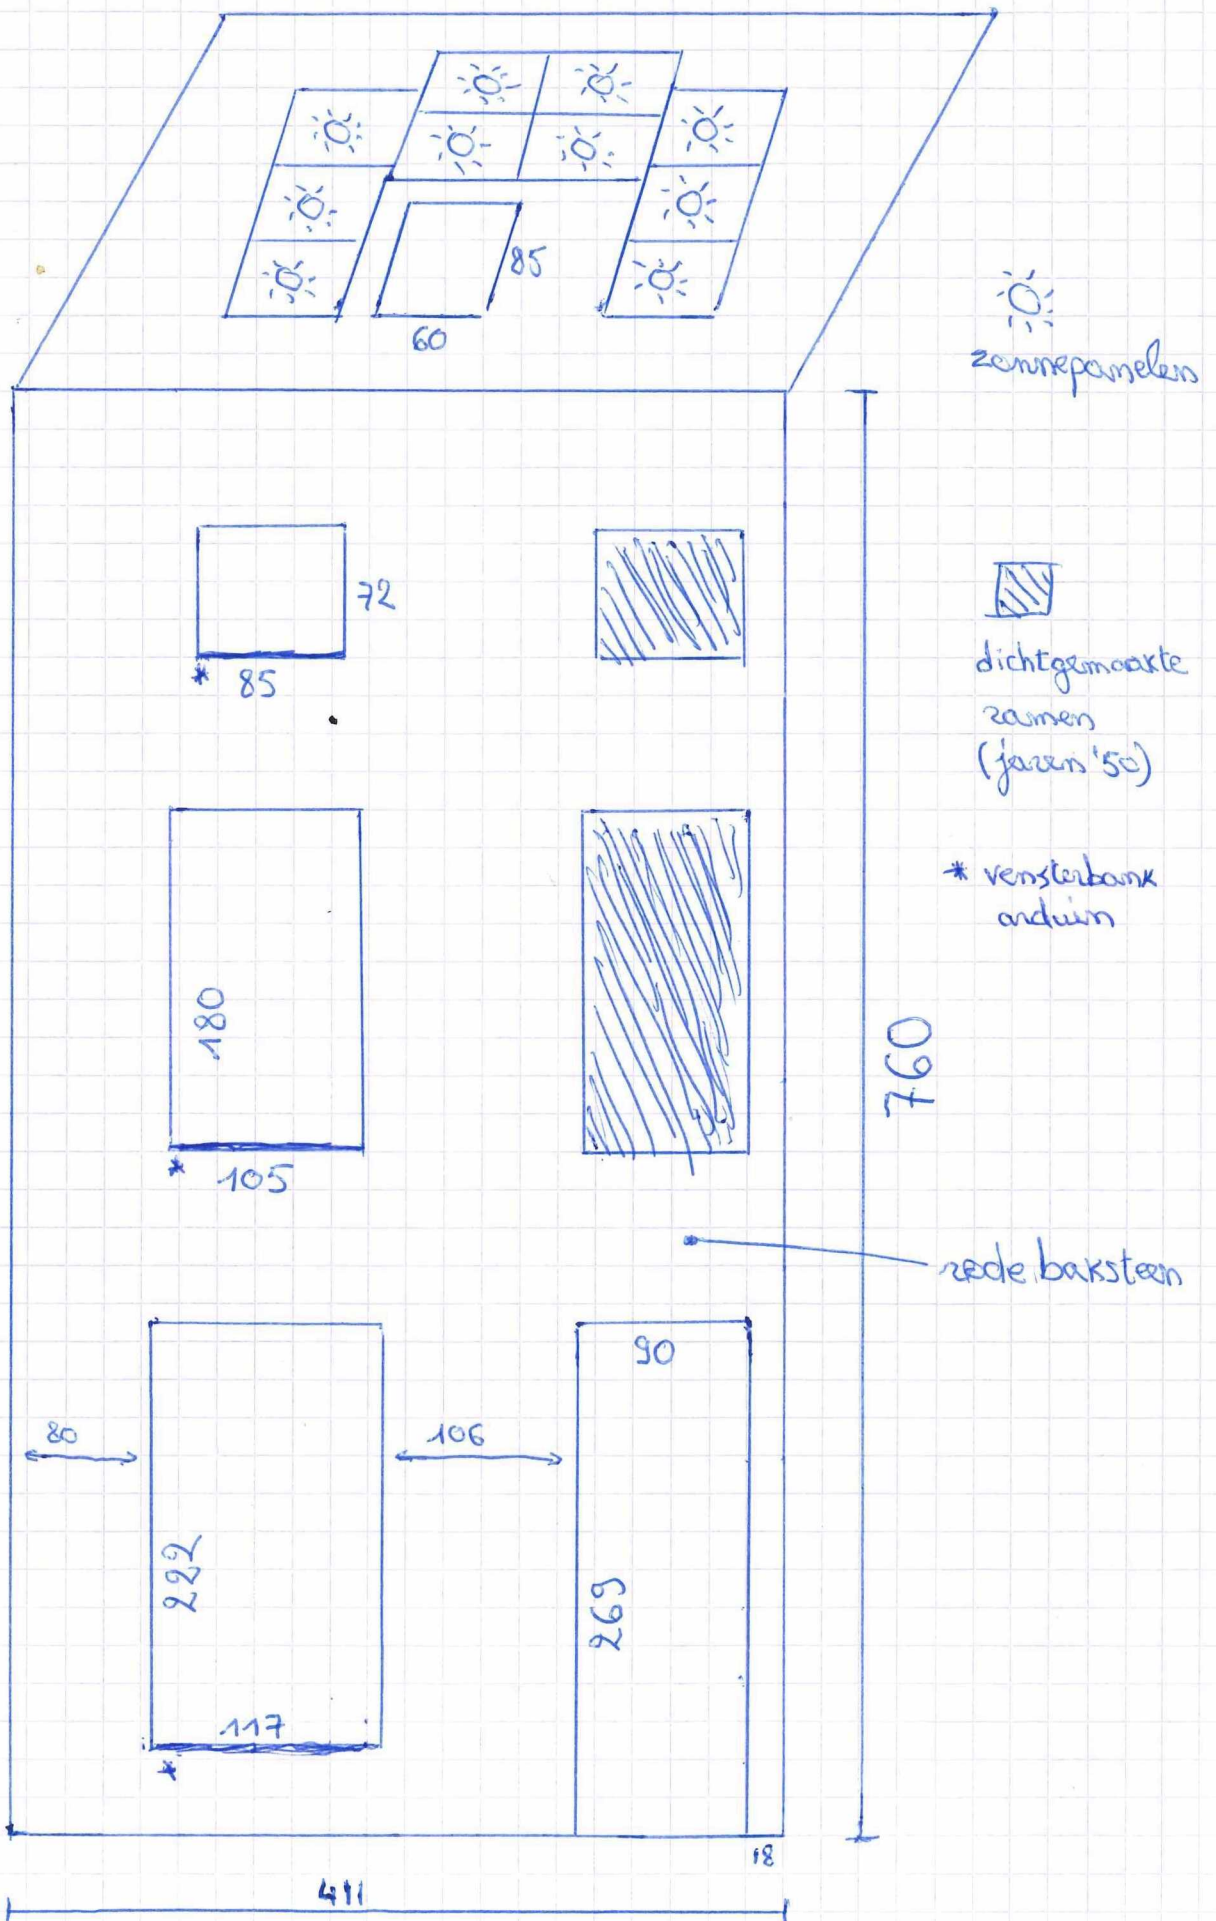 85
60
zonnepanelen
72
* 85
dichtgemaakte
ramen
(jaren '50)
* vensterbank
arduin
180
* 105
760
rode baksteen
90
80
106
222
269
117
*
18
411